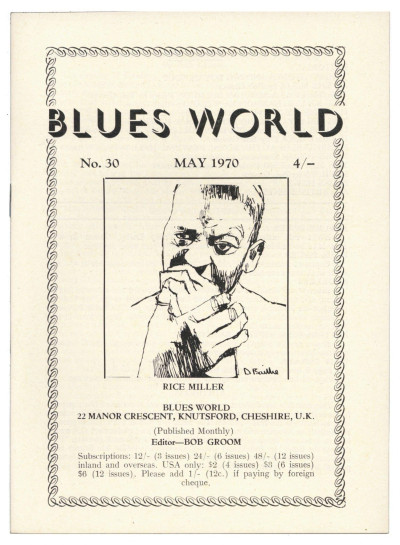 BLUES WORLD
No. 30 MAY 1970 4/–
D. Baillie
RICE MILLER
BLUES WORLD
22 MANOR CRESCENT, KNUTSFORD, CHESHIRE, U.K.
(Published Monthly)
Editor—BOB GROOM
Subscriptions: 12/- (3 issues) 24/- (6 issues) 48/- (12 issues)
inland and overseas. USA only: $2 (4 issues) $3 (6 issues)
$6 (12 issues). Please add 1/- (12c.) if paying by foreign
cheque.